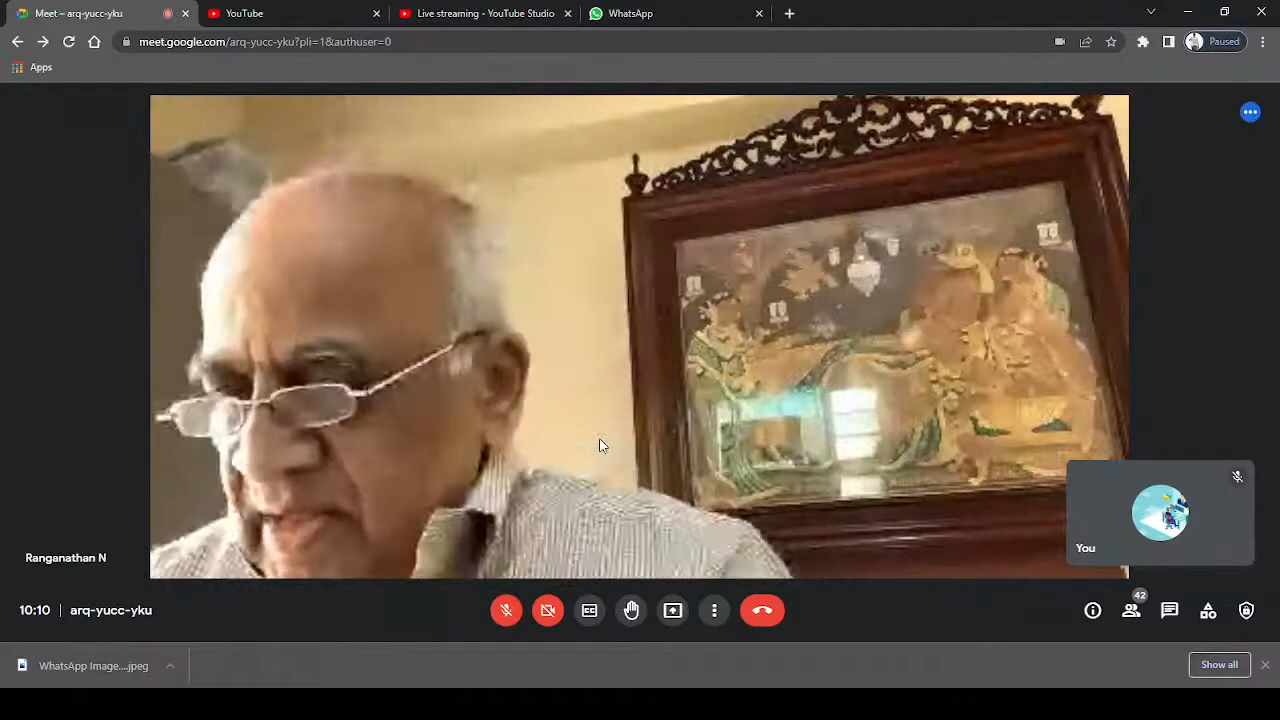 Meet – arq-yucc-yku
YouTube
Live streaming - YouTube Studio
WhatsApp
meet.google.com/arq-yucc-yku?pli=1&authuser=0
Paused
Apps
You
Ranganathan N
10:10 | arq-yucc-yku
42
WhatsApp Image....jpeg
Show all